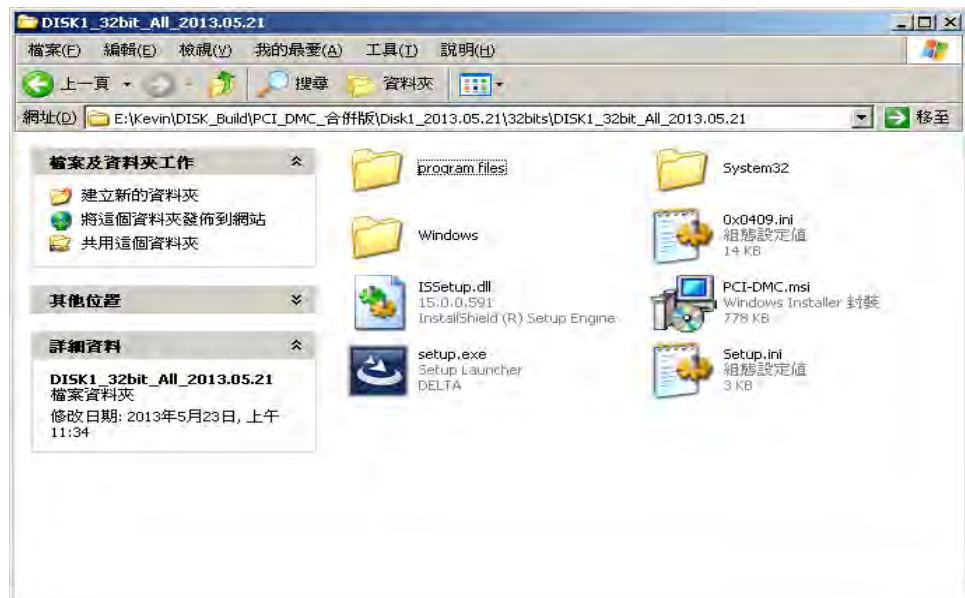 DISK1_32bit_All_2013.05.21
檔案(F) 編輯(E) 檢視(V) 我的最愛(A) 工具(T) 說明(H)
上一頁 搜尋 資料夾
網址(D) E:\Kevin\DISK_Build\PCI_DMC_合併版\Disk1_2013.05.21\32bits\DISK1_32bit_All_2013.05.21 移至
檔案及資料夾工作
建立新的資料夾
將這個資料夾發佈到網站
共用這個資料夾
其他位置
詳細資料
DISK1_32bit_All_2013.05.21
檔案資料夾
修改日期: 2013年5月23日, 上午
11:34
program files
System32
Windows
0x0409.ini
組態設定值
14 KB
ISSetup.dll
15.0.0.591
InstallShield (R) Setup Engine
PCI-DMC.msi
Windows Installer 封裝
778 KB
setup.exe
Setup Launcher
DELTA
Setup.ini
組態設定值
3 KB